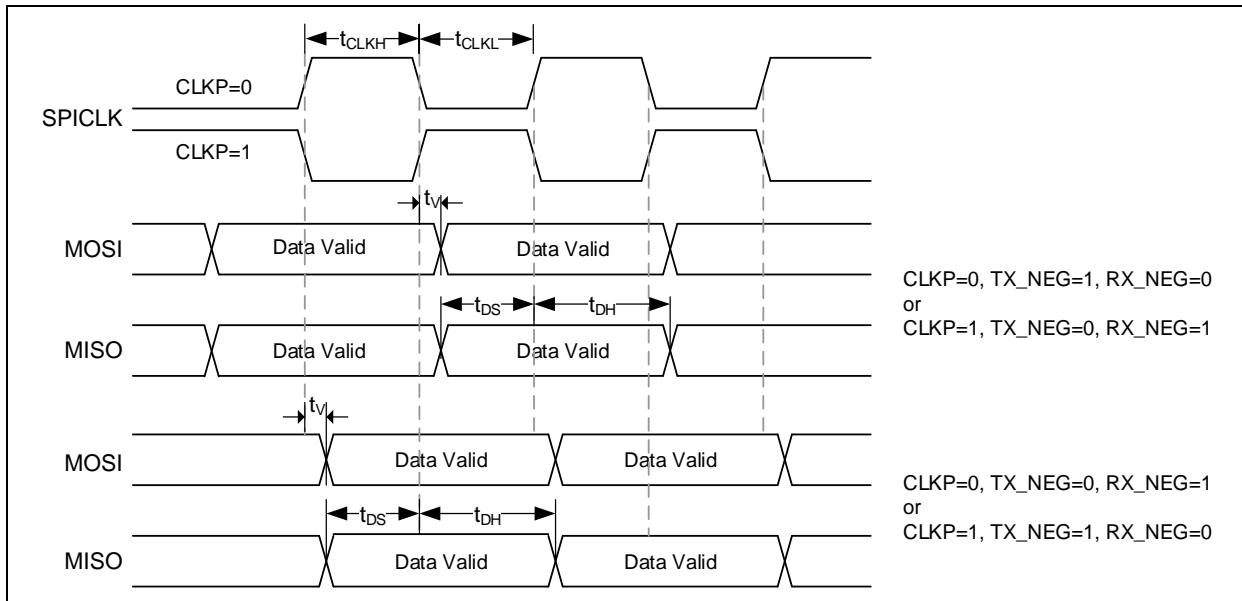 tCLKH tCLKL
CLKP=0
SPICLK
CLKP=1
tV
MOSI Data Valid Data Valid
CLKP=0, TX_NEG=1, RX_NEG=0
or
CLKP=1, TX_NEG=0, RX_NEG=1
tDS tDH
MISO Data Valid Data Valid
tV
MOSI Data Valid Data Valid
CLKP=0, TX_NEG=0, RX_NEG=1
or
CLKP=1, TX_NEG=1, RX_NEG=0
tDS tDH
MISO Data Valid Data Valid